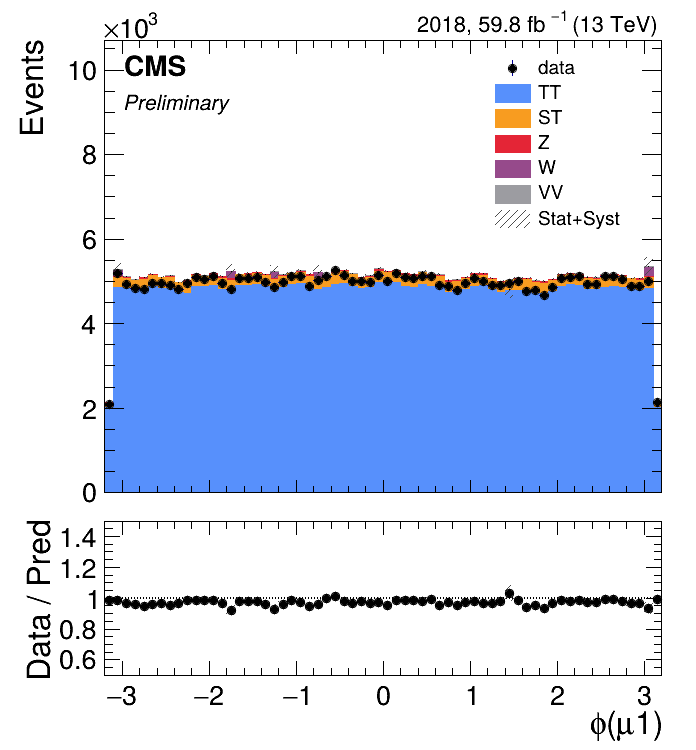 ×10³
2018, 59.8 fb⁻¹ (13 TeV)
CMS
Preliminary
data
TT
ST
Z
W
VV
Stat+Syst
Events
10
8
6
4
2
0
Data / Pred
1.4
1.2
1
0.8
0.6
−3 −2 −1 0 1 2 3
ϕ(μ1)